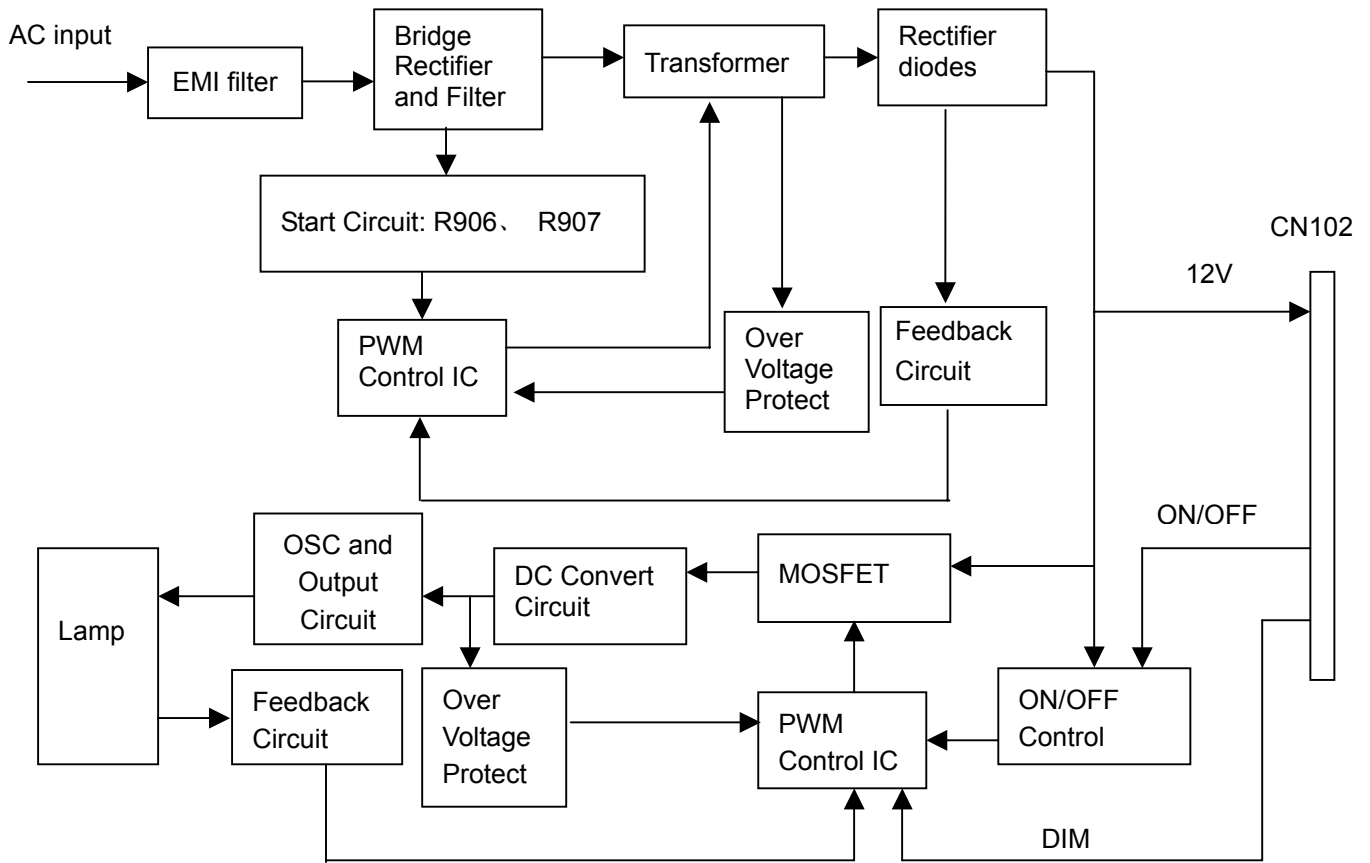 AC input
EMI filter
Bridge
Rectifier
and Filter
Transformer
Rectifier
diodes
Start Circuit: R906、 R907
CN102
12V
PWM
Control IC
Over
Voltage
Protect
Feedback
Circuit
ON/OFF
Lamp
OSC and
Output
Circuit
DC Convert
Circuit
MOSFET
Feedback
Circuit
Over
Voltage
Protect
PWM
Control IC
ON/OFF
Control
DIM